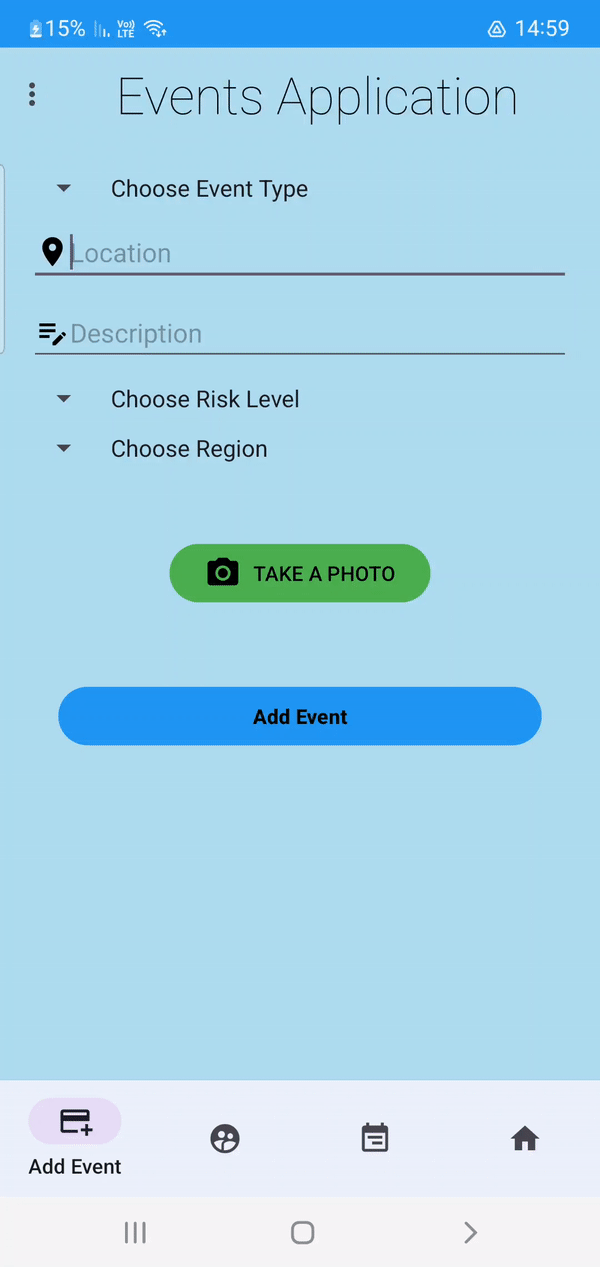 15% Vo)) LTE 14:59
Events Application
Choose Event Type
Location
Description
Choose Risk Level
Choose Region
TAKE A PHOTO
Add Event
Add Event